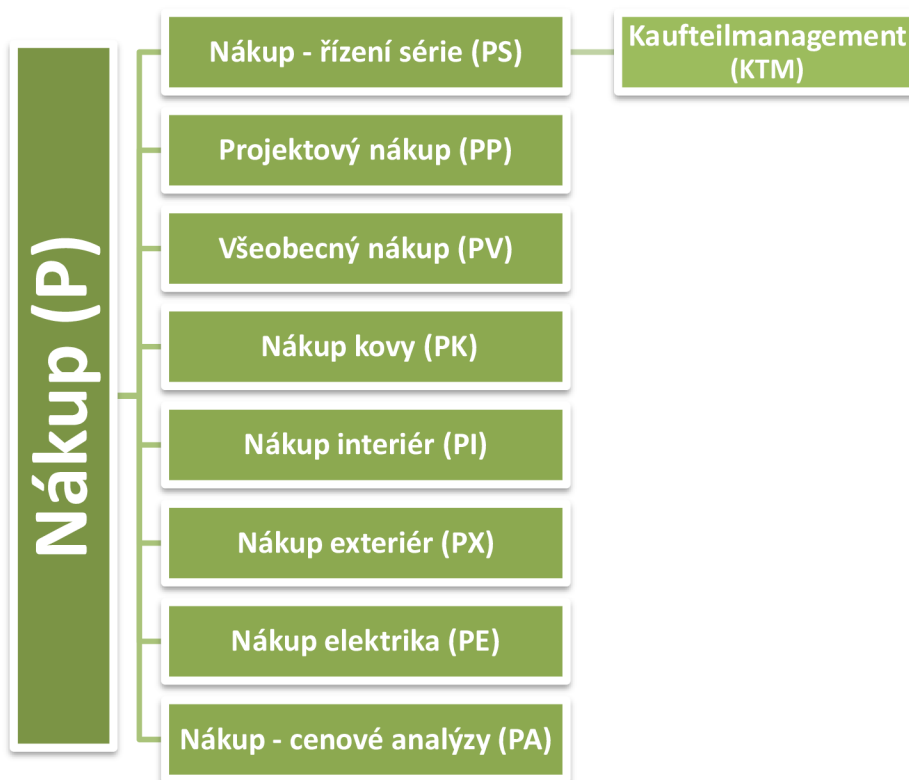 Nákup (P)
Nákup - řízení série (PS)
Kaufteilmanagement
(KTM)
Projektový nákup (PP)
Všeobecný nákup (PV)
Nákup kovy (PK)
Nákup interiér (PI)
Nákup exteriér (PX)
Nákup elektrika (PE)
Nákup - cenové analýzy (PA)